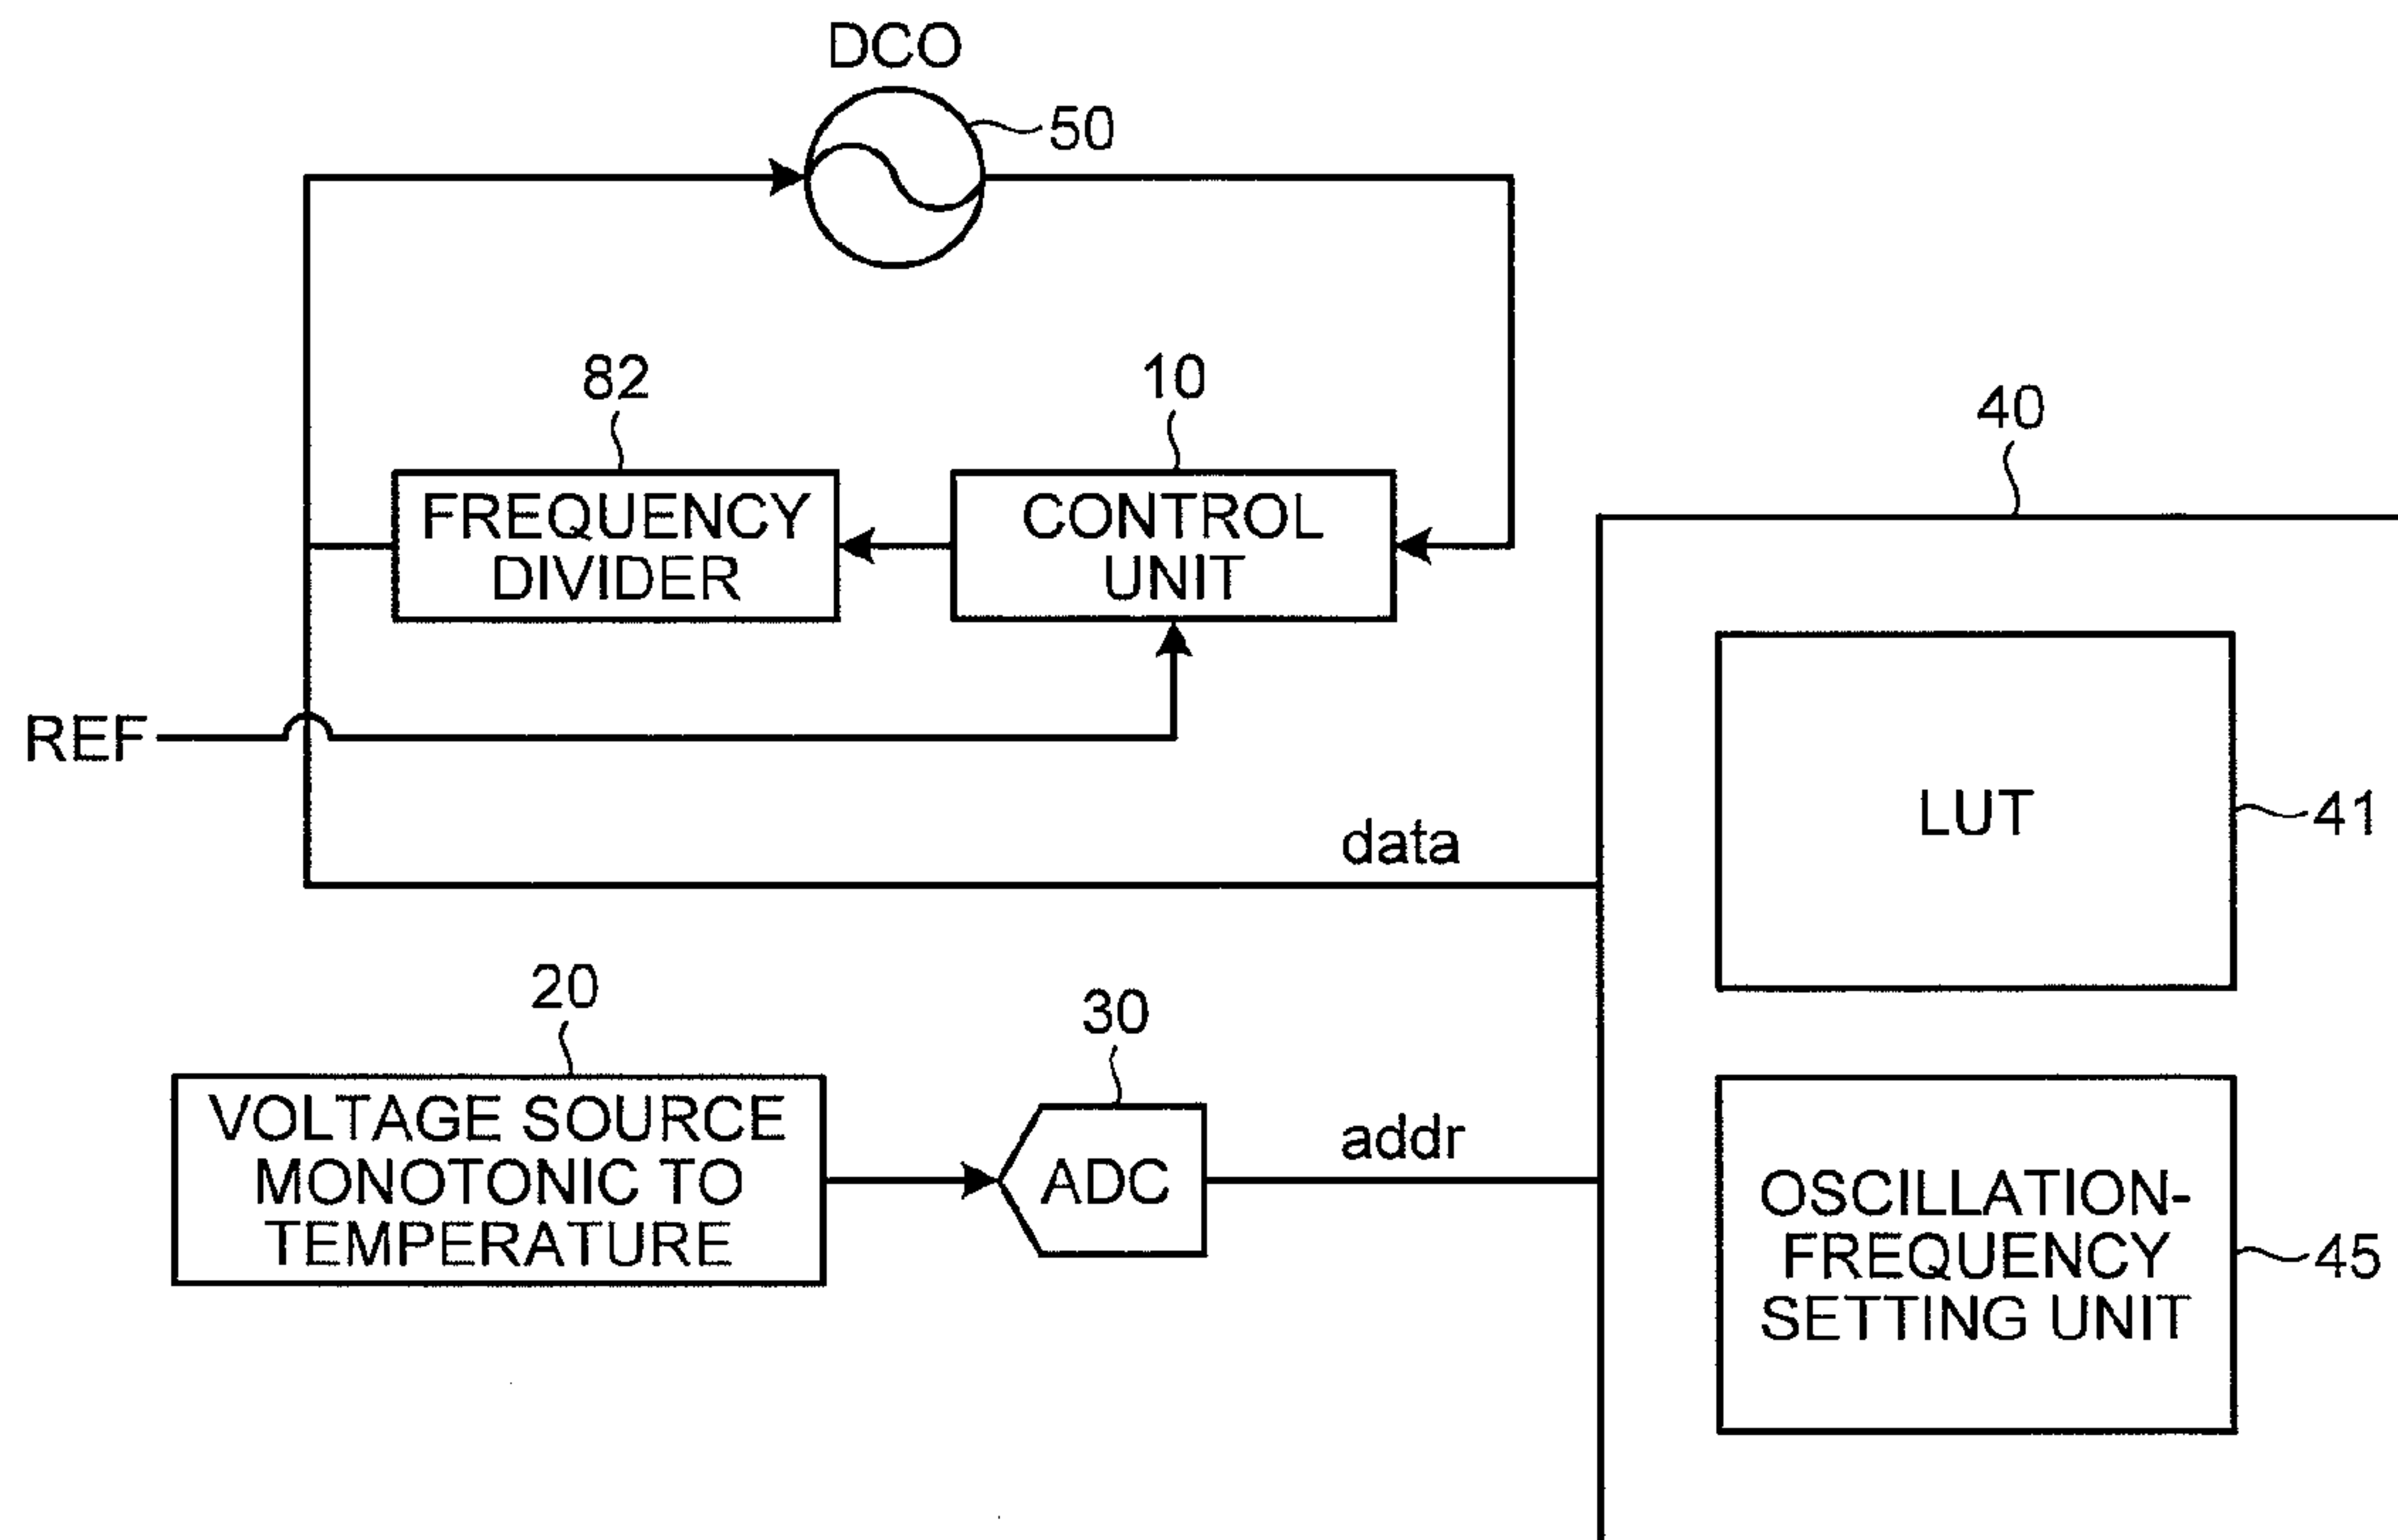 DCO
50
82
10
40
FREQUENCY
DIVIDER
CONTROL
UNIT
REF
LUT
41
data
20
30
VOLTAGE SOURCE
MONOTONIC TO
TEMPERATURE
ADC
addr
OSCILLATION-
FREQUENCY
SETTING UNIT
45